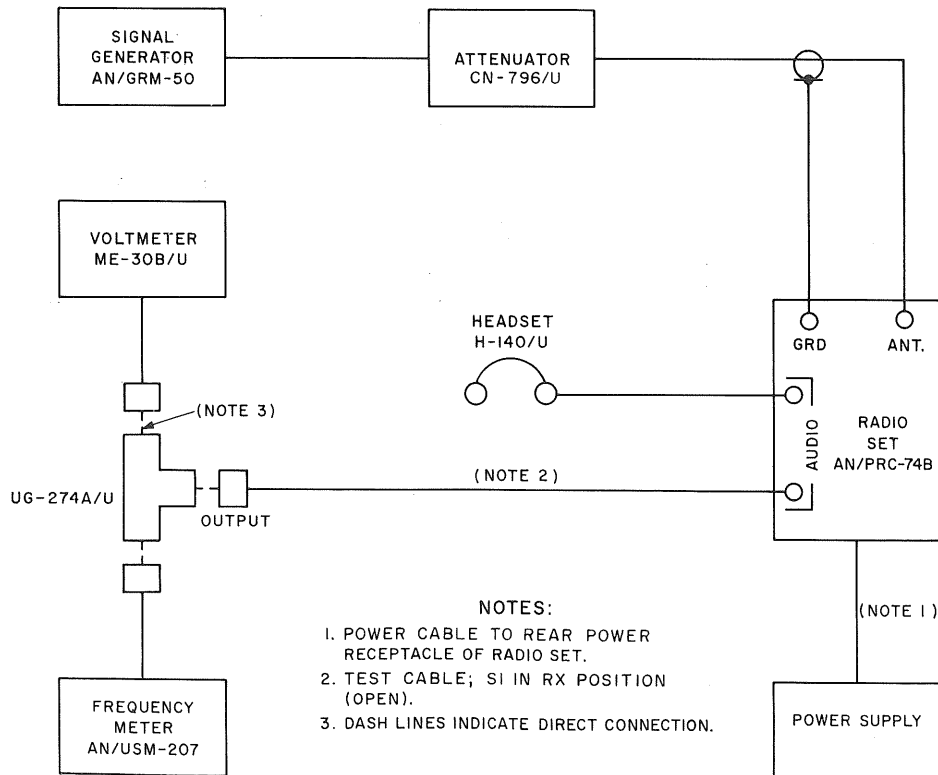 SIGNAL
GENERATOR
AN/GRM-50
ATTENUATOR
CN-796/U
VOLTMETER
ME-30B/U
HEADSET
H-140/U
GRD
ANT.
(NOTE 3)
AUDIO
RADIO
SET
AN/PRC-74B
UG-274A/U
(NOTE 2)
OUTPUT
(NOTE 1)
NOTES:
1. POWER CABLE TO REAR POWER
RECEPTACLE OF RADIO SET.
2. TEST CABLE; S1 IN RX POSITION
(OPEN).
3. DASH LINES INDICATE DIRECT CONNECTION.
FREQUENCY
METER
AN/USM-207
POWER SUPPLY